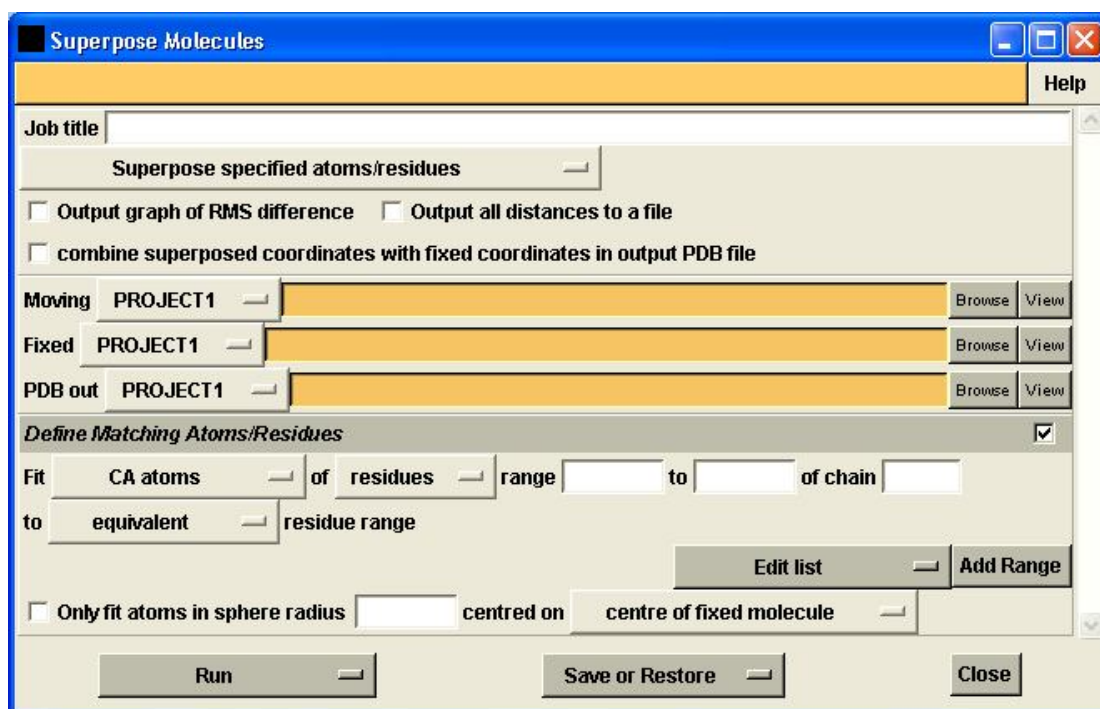 Superpose Molecules
Help
Job title
Superpose specified atoms/residues
Output graph of RMS difference Output all distances to a file
combine superposed coordinates with fixed coordinates in output PDB file
Moving PROJECT1 Browse View
Fixed PROJECT1 Browse View
PDB out PROJECT1 Browse View
Define Matching Atoms/Residues
Fit CA atoms of residues range to of chain
to equivalent residue range
Edit list Add Range
Only fit atoms in sphere radius centred on centre of fixed molecule
Run Save or Restore Close